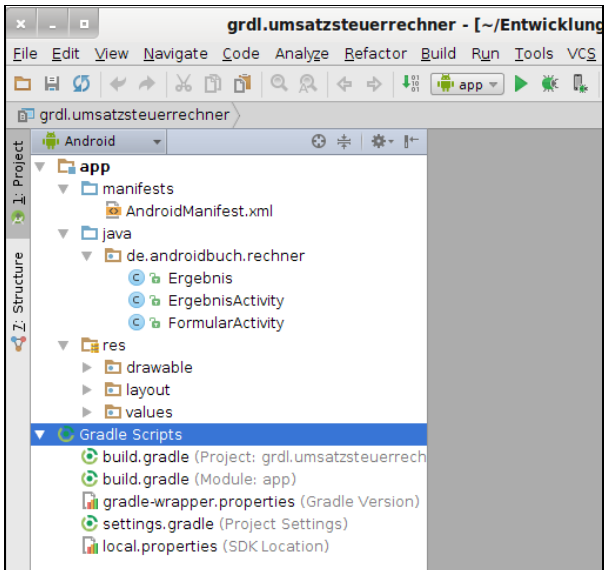 grdl.umsatzsteuerrechner - [~/Entwicklung
File Edit View Navigate Code Analyze Refactor Build Run Tools VCS
app
grdl.umsatzsteuerrechner
1: Project
7: Structure
Android
app
manifests
AndroidManifest.xml
java
de.androidbuch.rechner
Ergebnis
ErgebnisActivity
FormularActivity
res
drawable
layout
values
Gradle Scripts
build.gradle (Project: grdl.umsatzsteuerrech
build.gradle (Module: app)
gradle-wrapper.properties (Gradle Version)
settings.gradle (Project Settings)
local.properties (SDK Location)